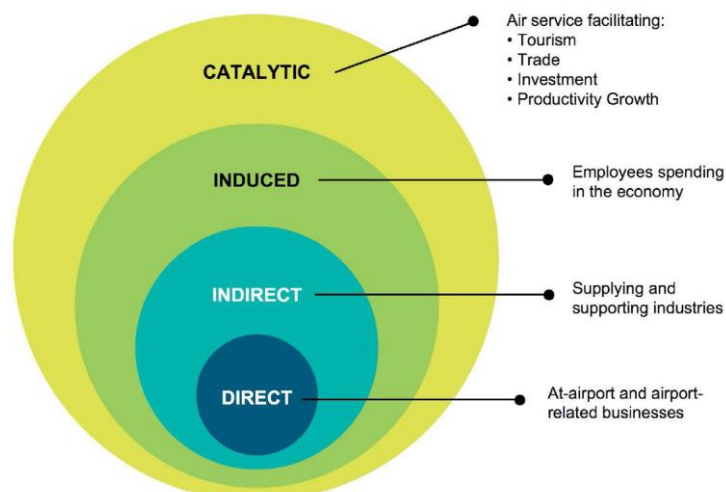 Air service facilitating:
• Tourism
• Trade
• Investment
• Productivity Growth
CATALYTIC
INDUCED
Employees spending
in the economy
INDIRECT
Supplying and
supporting industries
DIRECT
At-airport and airport-
related businesses